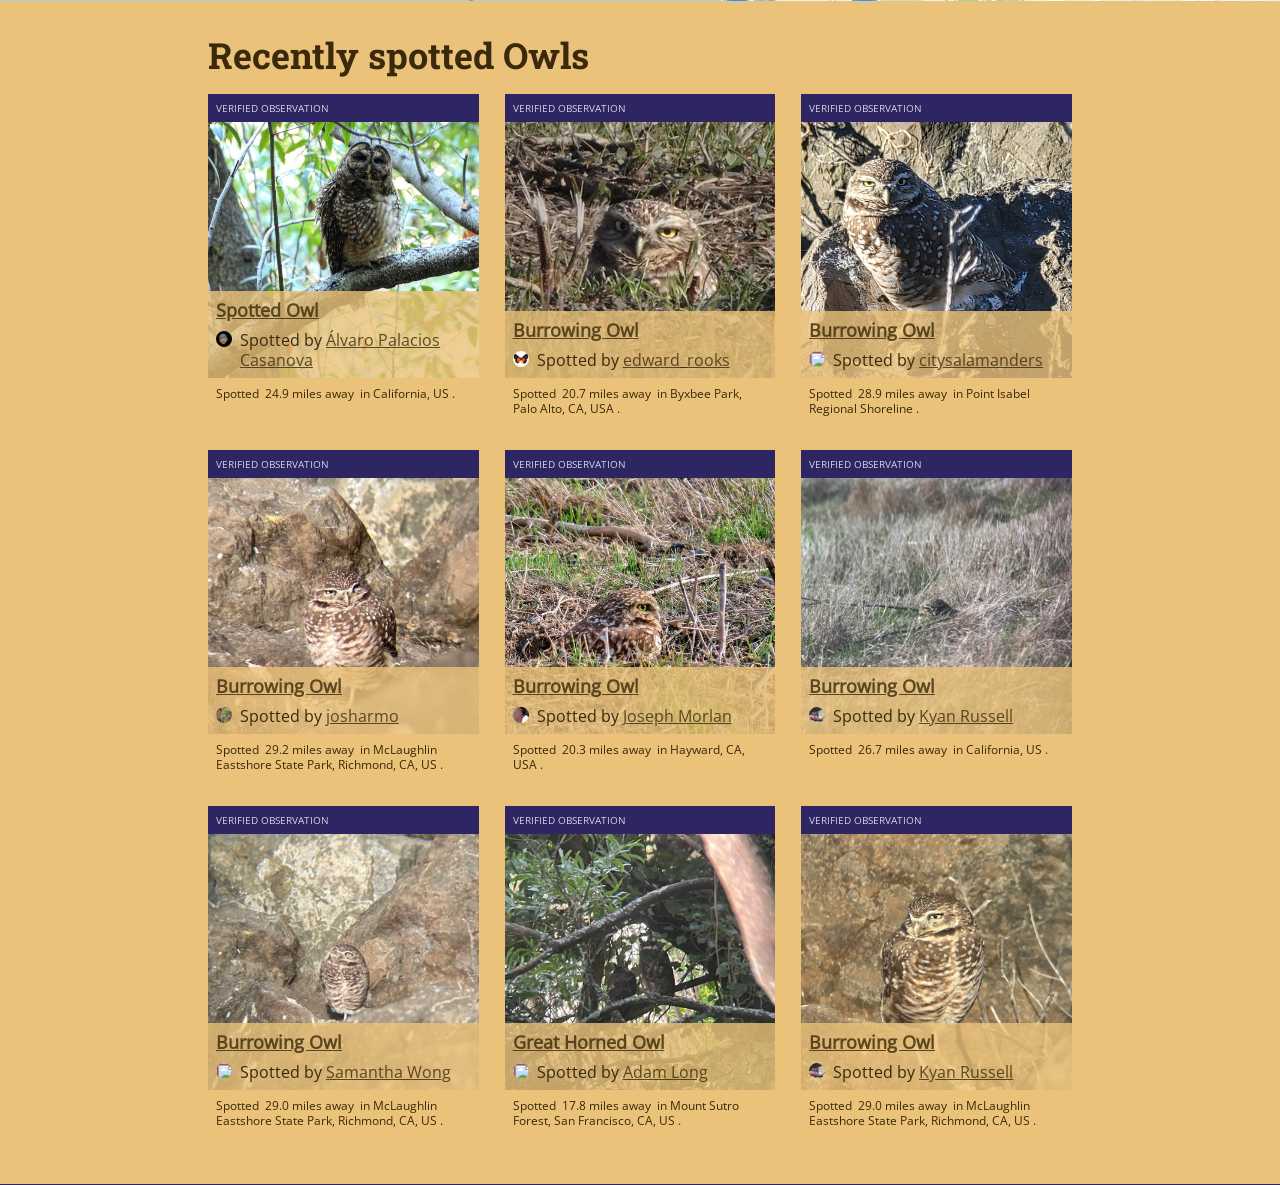 Recently spotted Owls
VERIFIED OBSERVATION
Spotted Owl
Spotted by Álvaro Palacios
Casanova
Spotted 24.9 miles away in California, US .
VERIFIED OBSERVATION
Burrowing Owl
Spotted by edward_rooks
Spotted 20.7 miles away in Byxbee Park,
Palo Alto, CA, USA .
VERIFIED OBSERVATION
Burrowing Owl
Spotted by citysalamanders
Spotted 28.9 miles away in Point Isabel
Regional Shoreline .
VERIFIED OBSERVATION
Burrowing Owl
Spotted by josharmo
Spotted 29.2 miles away in McLaughlin
Eastshore State Park, Richmond, CA, US .
VERIFIED OBSERVATION
Burrowing Owl
Spotted by Joseph Morlan
Spotted 20.3 miles away in Hayward, CA,
USA .
VERIFIED OBSERVATION
Burrowing Owl
Spotted by Kyan Russell
Spotted 26.7 miles away in California, US .
VERIFIED OBSERVATION
Burrowing Owl
Spotted by Samantha Wong
Spotted 29.0 miles away in McLaughlin
Eastshore State Park, Richmond, CA, US .
VERIFIED OBSERVATION
Great Horned Owl
Spotted by Adam Long
Spotted 17.8 miles away in Mount Sutro
Forest, San Francisco, CA, US .
VERIFIED OBSERVATION
Burrowing Owl
Spotted by Kyan Russell
Spotted 29.0 miles away in McLaughlin
Eastshore State Park, Richmond, CA, US .